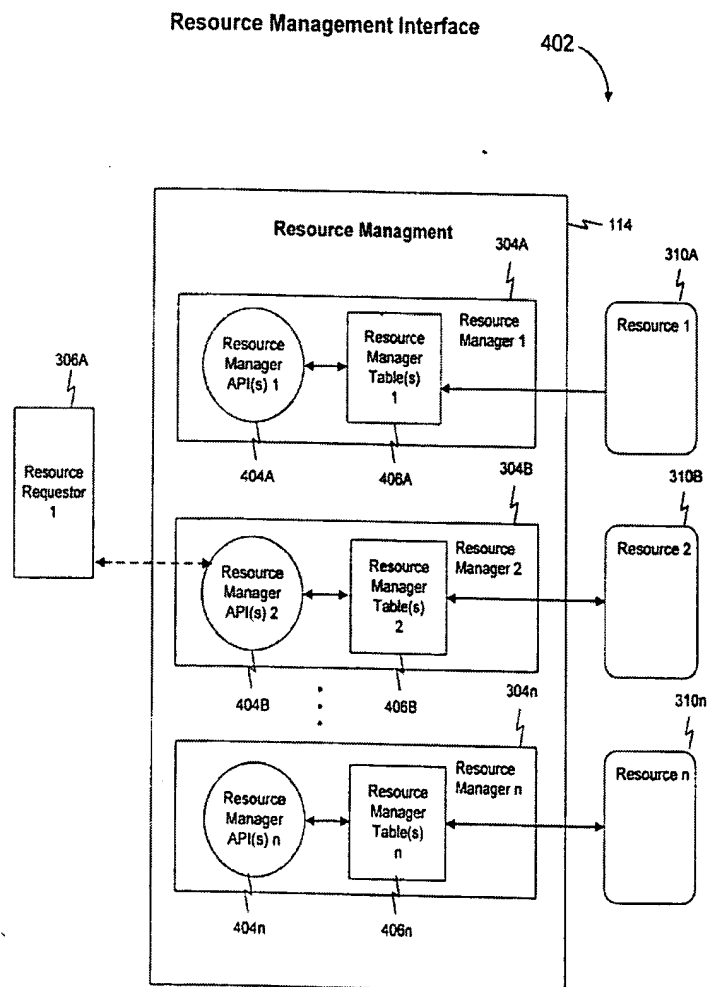 Resource Management Interface
402
Resource Managment
114
304A
310A
Resource
Manager
API(s) 1
Resource
Manager
Table(s)
1
Resource
Manager 1
Resource 1
306A
Resource
Requestor
1
404A
406A
304B
310B
Resource
Manager
API(s) 2
Resource
Manager
Table(s)
2
Resource
Manager 2
Resource 2
404B
406B
304n
310n
Resource
Manager
API(s) n
Resource
Manager
Table(s)
n
Resource
Manager n
Resource n
404n
406n